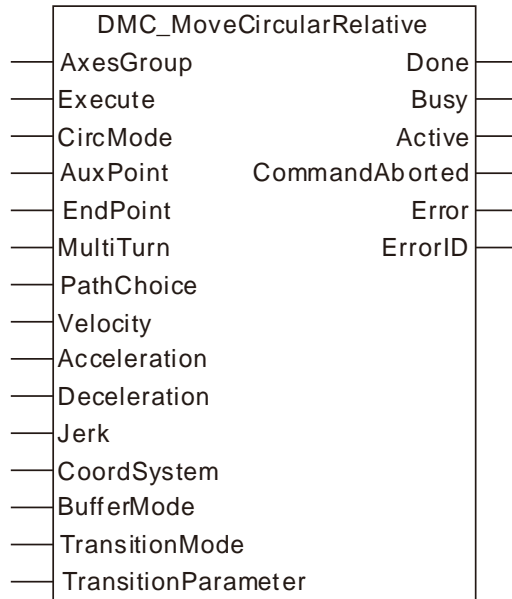 DMC_MoveCircularRelative
AxesGroup Done
Execute Busy
CircMode Active
AuxPoint CommandAborted
EndPoint Error
MultiTurn ErrorID
PathChoice
Velocity
Acceleration
Deceleration
Jerk
CoordSystem
BufferMode
TransitionMode
TransitionParameter